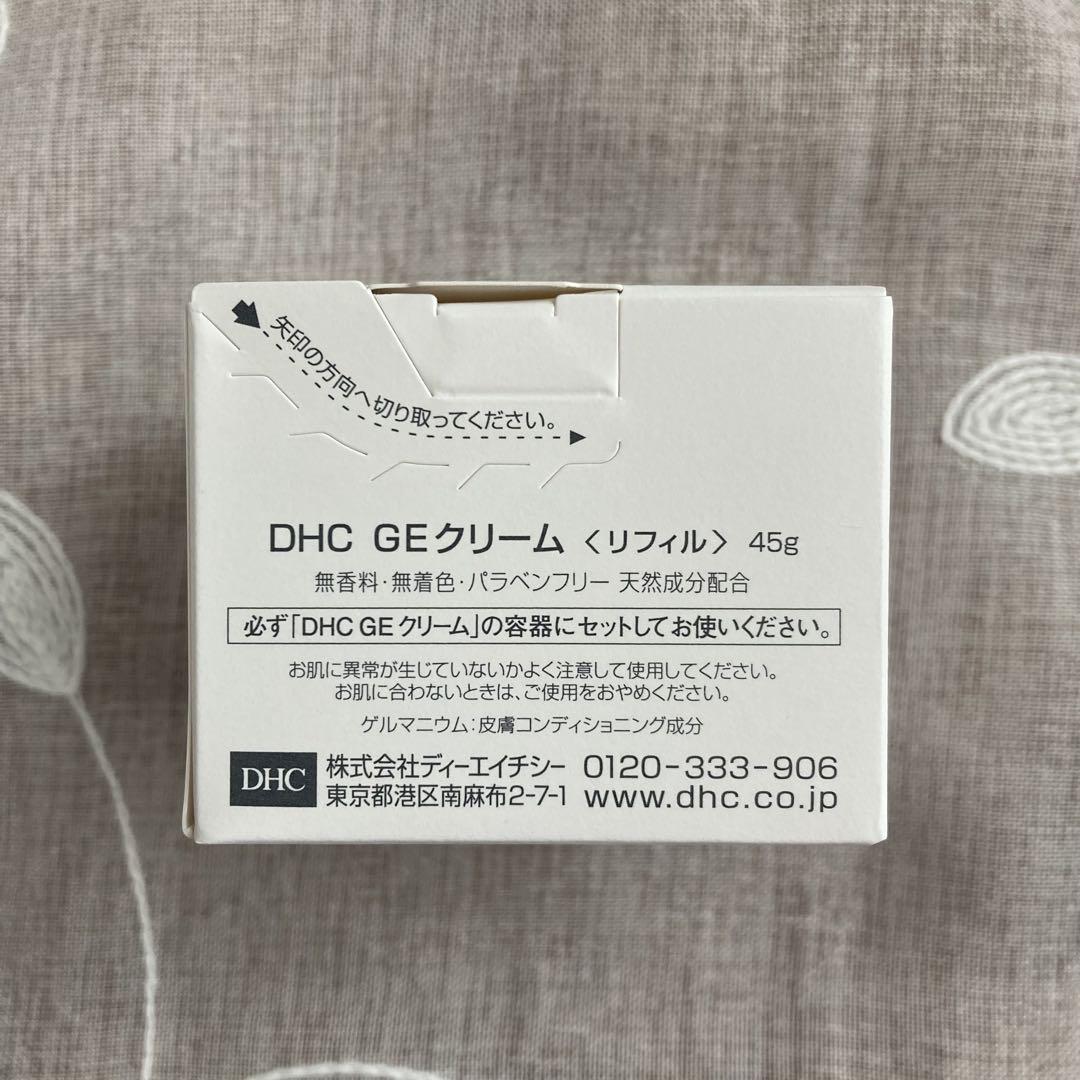 矢印の方向へ切り取ってください。
DHC GEクリーム〈リフィル〉 45g
無香料・無着色・パラベンフリー 天然成分配合
必ず「DHC GEクリーム」の容器にセットしてお使いください。
お肌に異常が生じていないかよく注意して使用してください。
お肌に合わないときは、ご使用をおやめください。
ゲルマニウム：皮膚コンディショニング成分
DHC 株式会社ディーエイチシー 0120-333-906
東京都港区南麻布2-7-1 www.dhc.co.jp